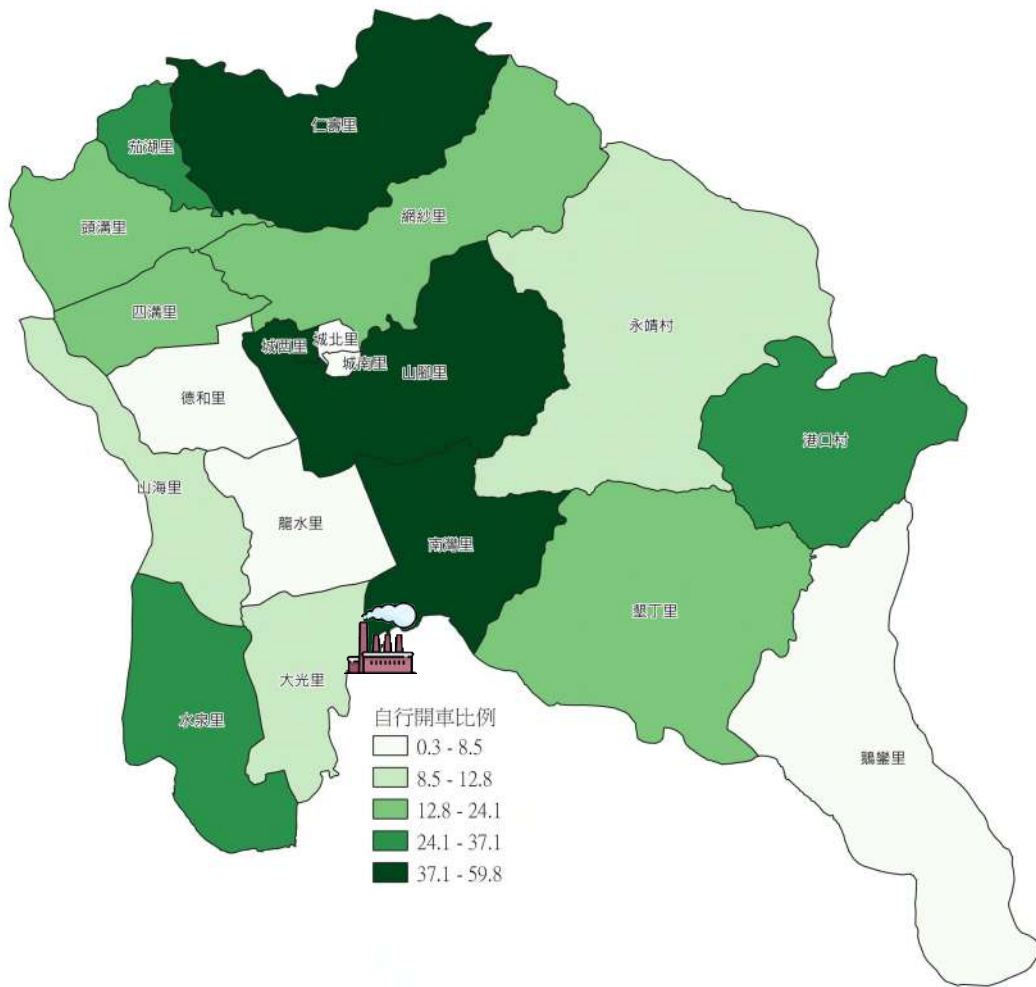 仁壽里
茄湖里
網紗里
頭溝里
四溝里
永靖村
城北里
城西里
城南里
山腳里
德和里
港口村
山海里
龍水里
南灣里
墾丁里
大光里
水泉里
鵝鑾里
自行開車比例
0.3 - 8.5
8.5 - 12.8
12.8 - 24.1
24.1 - 37.1
37.1 - 59.8